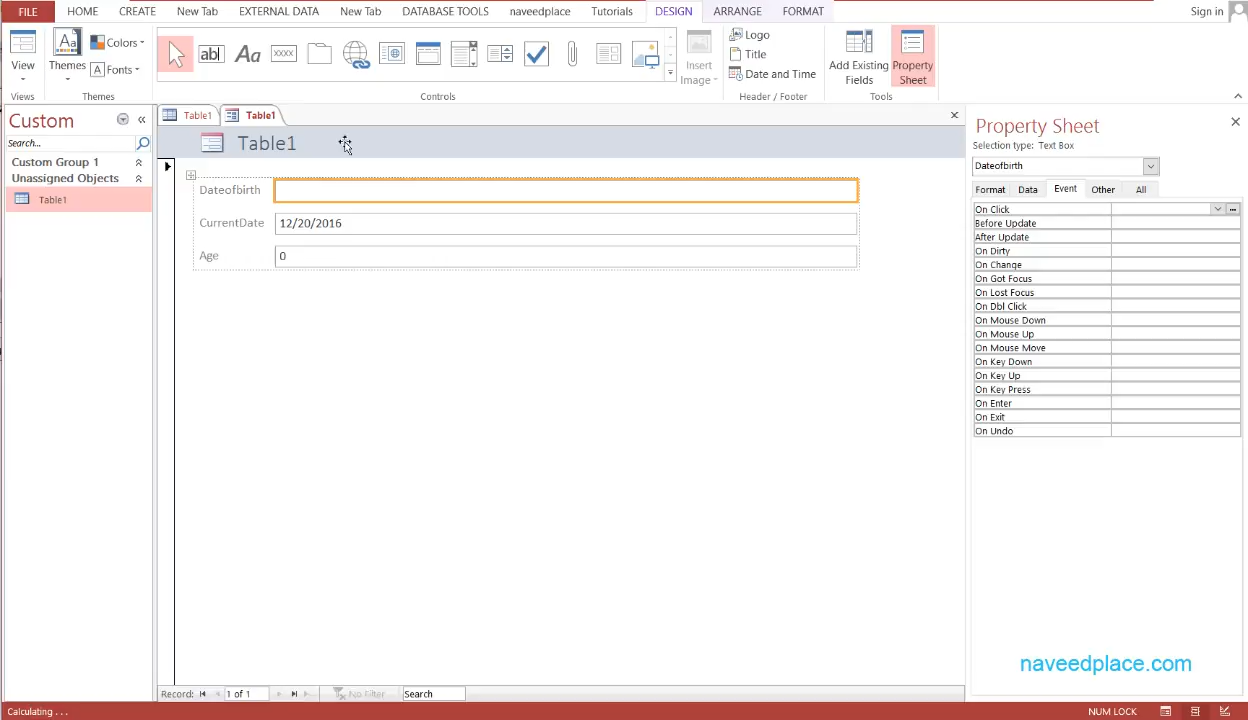 FILE HOME CREATE New Tab EXTERNAL DATA New Tab DATABASE TOOLS naveedplace Tutorials DESIGN ARRANGE FORMAT Sign in
View
Views
Aa
Themes
Colors
A Fonts
Themes
ab| Aa XXXX
Controls
Insert
Image
Logo
Title
Date and Time
Header / Footer
Add Existing
Fields
Property
Sheet
Tools
Custom
Search...
Custom Group 1
Unassigned Objects
Table1
Table1 Table1
Table1
Dateofbirth
CurrentDate 12/20/2016
Age 0
Record: 1 of 1 No Filter Search
Property Sheet
Selection type: Text Box
Dateofbirth
Format Data Event Other All
On Click
Before Update
After Update
On Dirty
On Change
On Got Focus
On Lost Focus
On Dbl Click
On Mouse Down
On Mouse Up
On Mouse Move
On Key Down
On Key Up
On Key Press
On Enter
On Exit
On Undo
naveedplace.com
Calculating . . . NUM LOCK